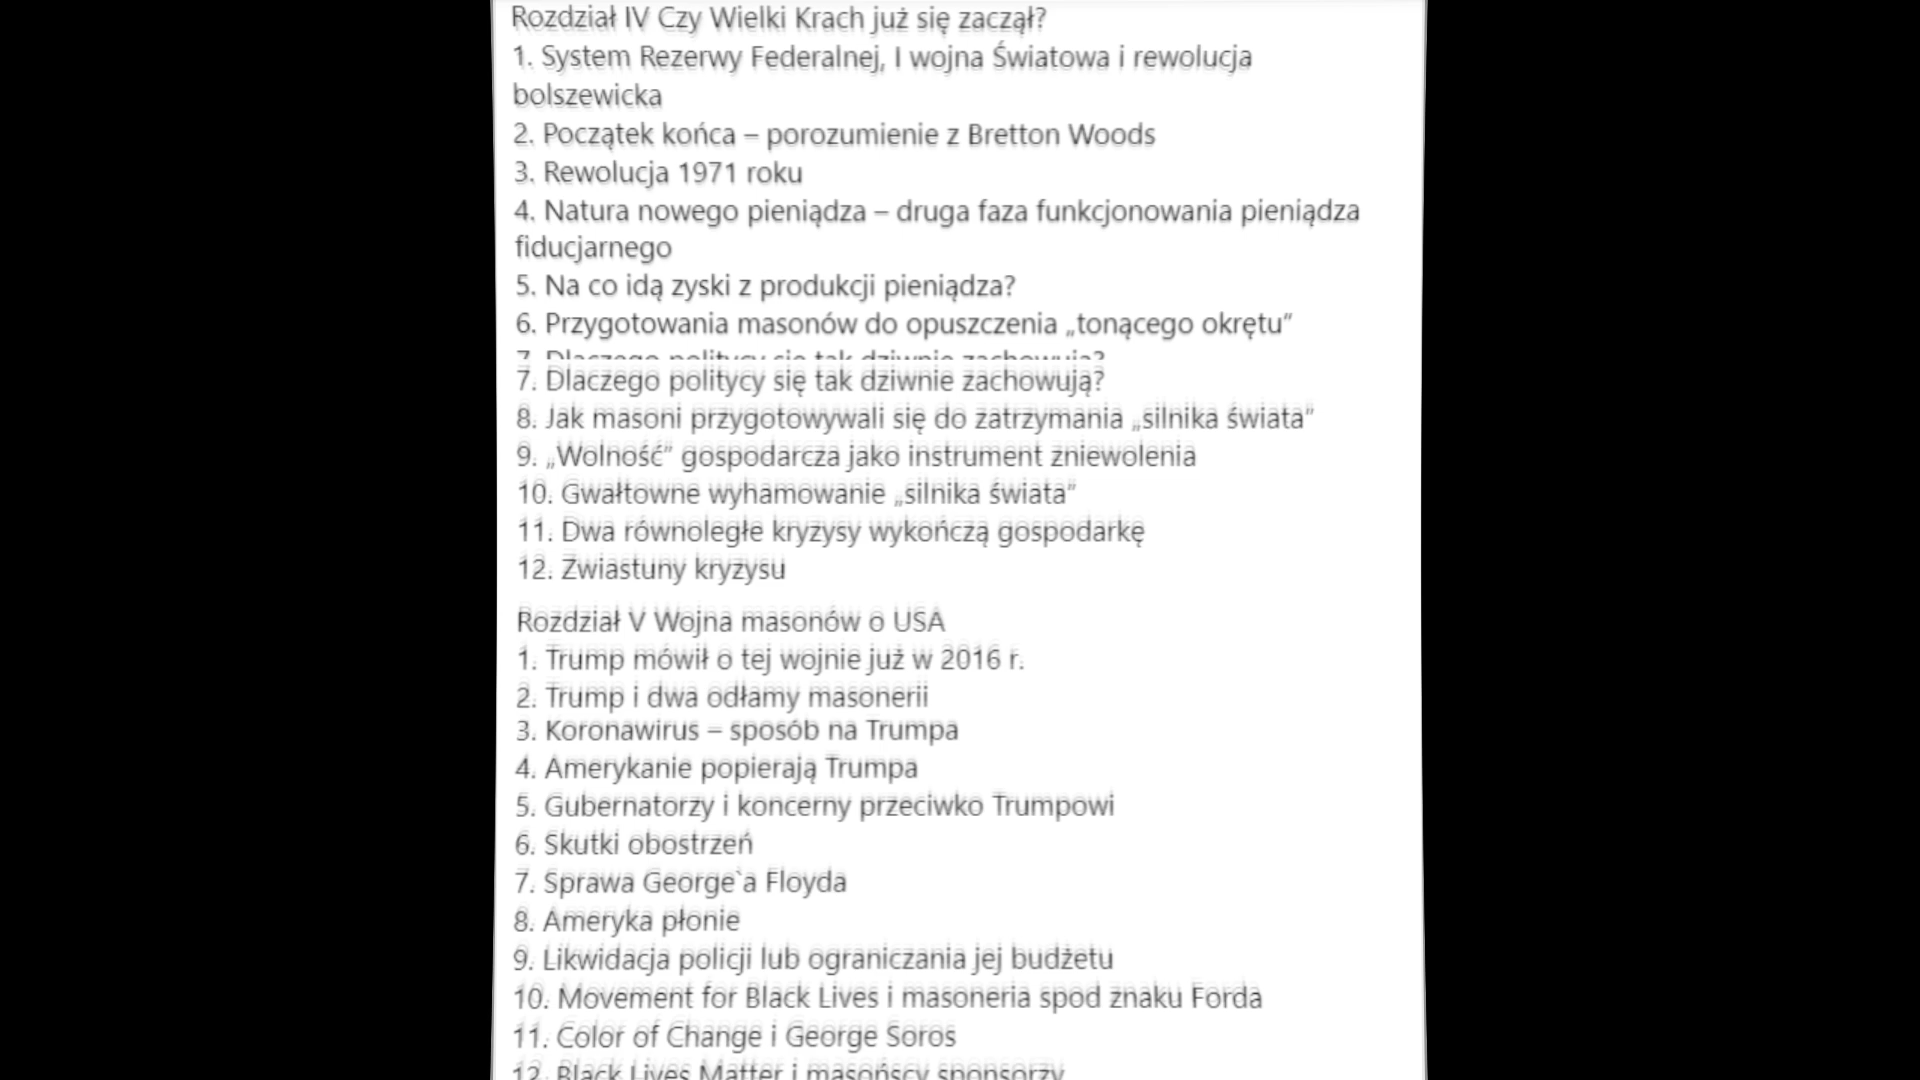 Rozdział IV Czy Wielki Krach już się zaczął?
1. System Rezerwy Federalnej, I wojna Światowa i rewolucja
bolszewicka
2. Początek końca – porozumienie z Bretton Woods
3. Rewolucja 1971 roku
4. Natura nowego pieniądza – druga faza funkcjonowania pieniądza
fiducjarnego
5. Na co idą zyski z produkcji pieniądza?
6. Przygotowania masonów do opuszczenia „tonącego okrętu”
7. Dlaczego politycy się tak dziwnie zachowują?
7. Dlaczego politycy się tak dziwnie zachowują?
8. Jak masoni przygotowywali się do zatrzymania „silnika świata”
9. „Wolność” gospodarcza jako instrument zniewolenia
10. Gwałtowne wyhamowanie „silnika świata”
11. Dwa równoległe kryzysy wykończą gospodarkę
12. Zwiastuny kryzysu
Rozdział V Wojna masonów o USA
1. Trump mówił o tej wojnie już w 2016 r.
2. Trump i dwa odłamy masonerii
3. Koronawirus – sposób na Trumpa
4. Amerykanie popierają Trumpa
5. Gubernatorzy i koncerny przeciwko Trumpowi
6. Skutki obostrzeń
7. Sprawa George`a Floyda
8. Ameryka płonie
9. Likwidacja policji lub ograniczania jej budżetu
10. Movement for Black Lives i masoneria spod znaku Forda
11. Color of Change i George Soros
12. Black Lives Matter i masońscy sponsorzy